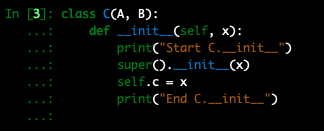 In [3]: class C(A, B):
   ...:     def __init__(self, x):
   ...:         print("Start C.__init__")
   ...:         super().__init__(x)
   ...:         self.c = x
   ...:         print("End C.__init__")
   ...: